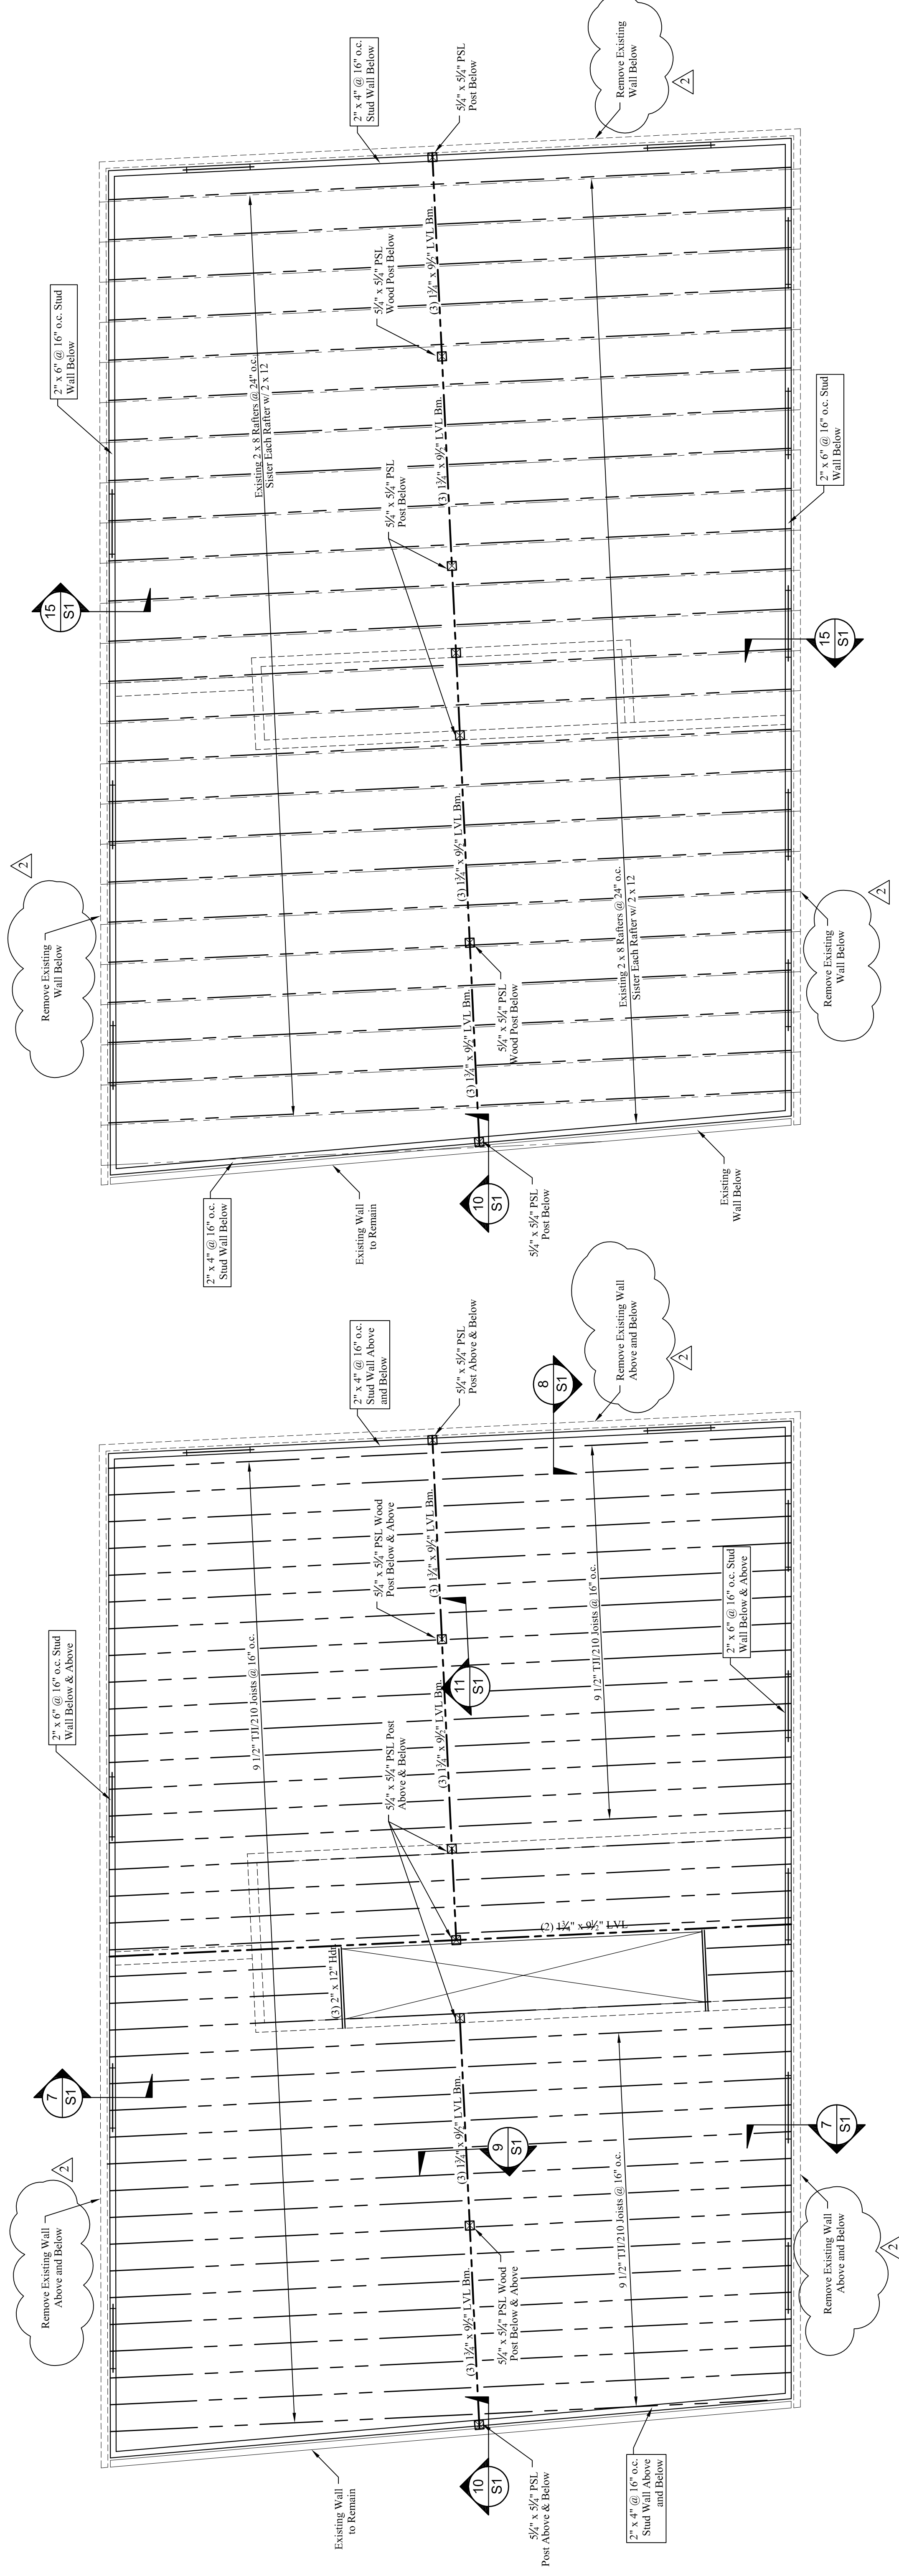 2" x 6" @ 16" o.c. Stud
Wall Below & Above
2" x 4" @ 16" o.c.
Stud Wall Above
and Below
5¼" x 5¼" PSL
Post Above & Below
7
S1
Remove Existing Wall
Above and Below
2
9 1/2" TJI/210 Joists @ 16" o.c.
5¼" x 5¼" PSL Wood
Post Below & Above
5¼" x 5¼" PSL Post
Above & Below
8
S1
Remove Existing Wall
Above and Below
2
(3) 2" x 12" Hdr.
(2) 1¾" x 9½" LVL
(3) 1¾" x 9½" LVL Bm.
(3) 1¾" x 9½" LVL Bm.
(3) 1¾" x 9½" LVL Bm.
(3) 1¾" x 9½" LVL Bm.
11
S1
9
S1
Existing Wall
to Remain
10
S1
5¼" x 5¼" PSL
Post Above & Below
5¼" x 5¼" PSL Wood
Post Below & Above
9 1/2" TJI/210 Joists @ 16" o.c.
9 1/2" TJI/210 Joists @ 16" o.c.
2" x 4" @ 16" o.c.
Stud Wall Above
and Below
2" x 6" @ 16" o.c. Stud
Wall Below & Above
7
S1
Remove Existing Wall
Above and Below
2
2" x 6" @ 16" o.c. Stud
Wall Below
2" x 4" @ 16" o.c.
Stud Wall Below
5¼" x 5¼" PSL
Post Below
15
S1
Remove Existing
Wall Below
2
Existing 2 x 8 Rafters @ 24" o.c.
Sister Each Rafter w/ 2 x 12
5¼" x 5¼" PSL
Wood Post Below
5¼" x 5¼" PSL
Post Below
Remove Existing
Wall Below
2
(3) 1¾" x 9½" LVL Bm.
(3) 1¾" x 9½" LVL Bm.
(3) 1¾" x 9½" LVL Bm.
(3) 1¾" x 9½" LVL Bm.
2" x 4" @ 16" o.c.
Stud Wall Below
Existing Wall
to Remain
10
S1
5¼" x 5¼" PSL
Post Below
5¼" x 5¼" PSL
Wood Post Below
Existing 2 x 8 Rafters @ 24" o.c.
Sister Each Rafter w/ 2 x 12
Existing
Wall Below
2" x 6" @ 16" o.c. Stud
Wall Below
15
S1
Remove Existing
Wall Below
2